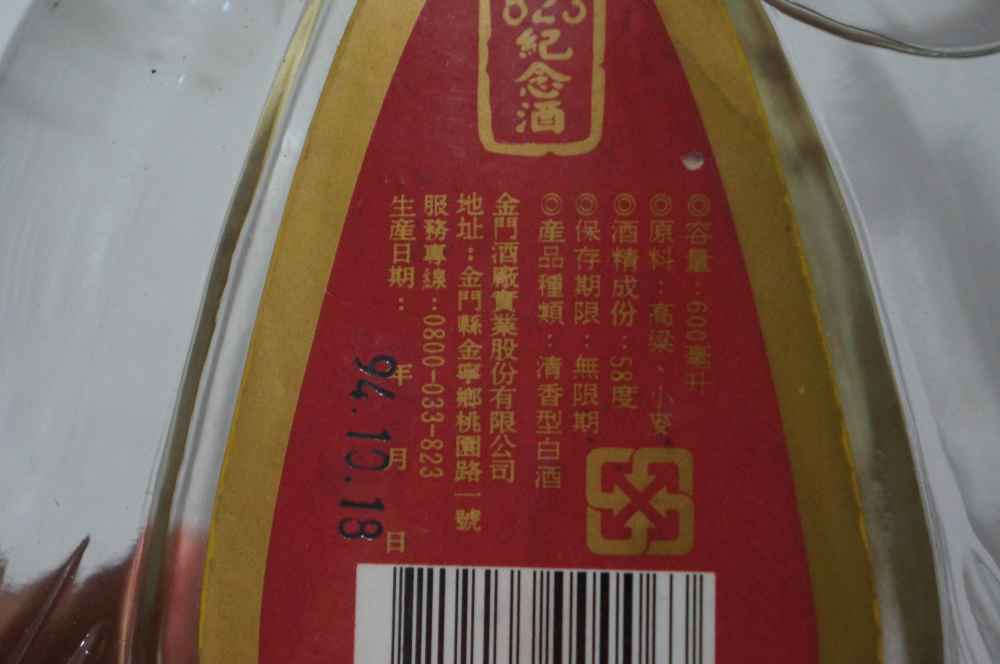 823
紀念酒
◎容量：600毫升
◎原料：高粱、小麥
◎酒精成份：58度
◎保存期限：無限期
◎產品種類：清香型白酒
金門酒廠實業股份有限公司
地址：金門縣金寧鄉桃園路一號
服務專線：0800-033-823
生產日期： 年 月 日
94.10.18